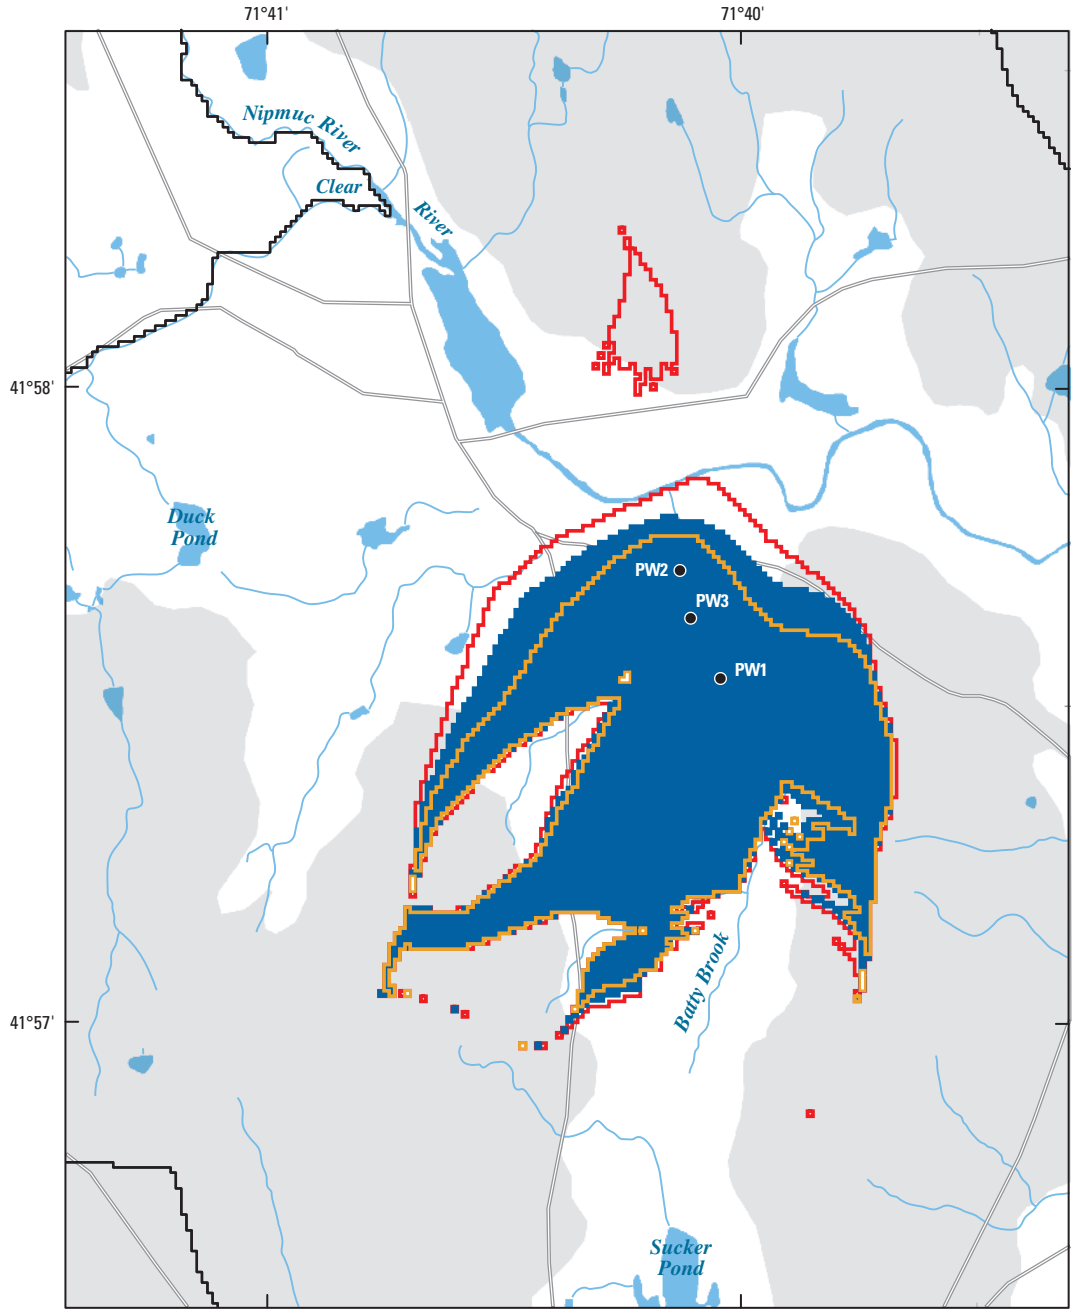 71°41'
71°40'
Nipmuc River
Clear
River
41°58'
Duck
Pond
PW2
PW3
PW1
Batty Brook
41°57'
Sucker
Pond